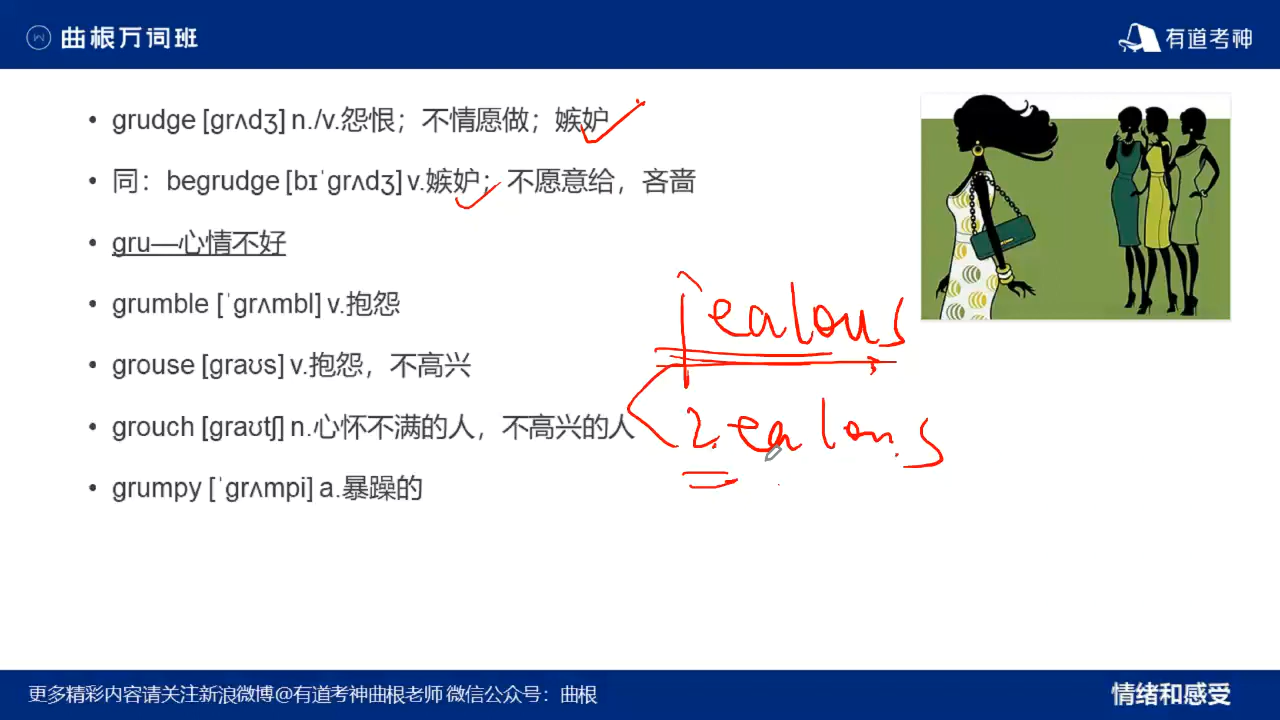 曲根万词班
有道考神
• grudge [grʌdʒ] n./v.怨恨；不情愿做；嫉妒
• 同：begrudge [bɪˈgrʌdʒ] v.嫉妒；不愿意给，吝啬
• gru—心情不好
• grumble [ˈgrʌmbl] v.抱怨
• grouse [graʊs] v.抱怨，不高兴
• grouch [graʊtʃ] n.心怀不满的人，不高兴的人
• grumpy [ˈgrʌmpi] a.暴躁的
jealous
zealous
更多精彩内容请关注新浪微博@有道考神曲根老师 微信公众号：曲根
情绪和感受